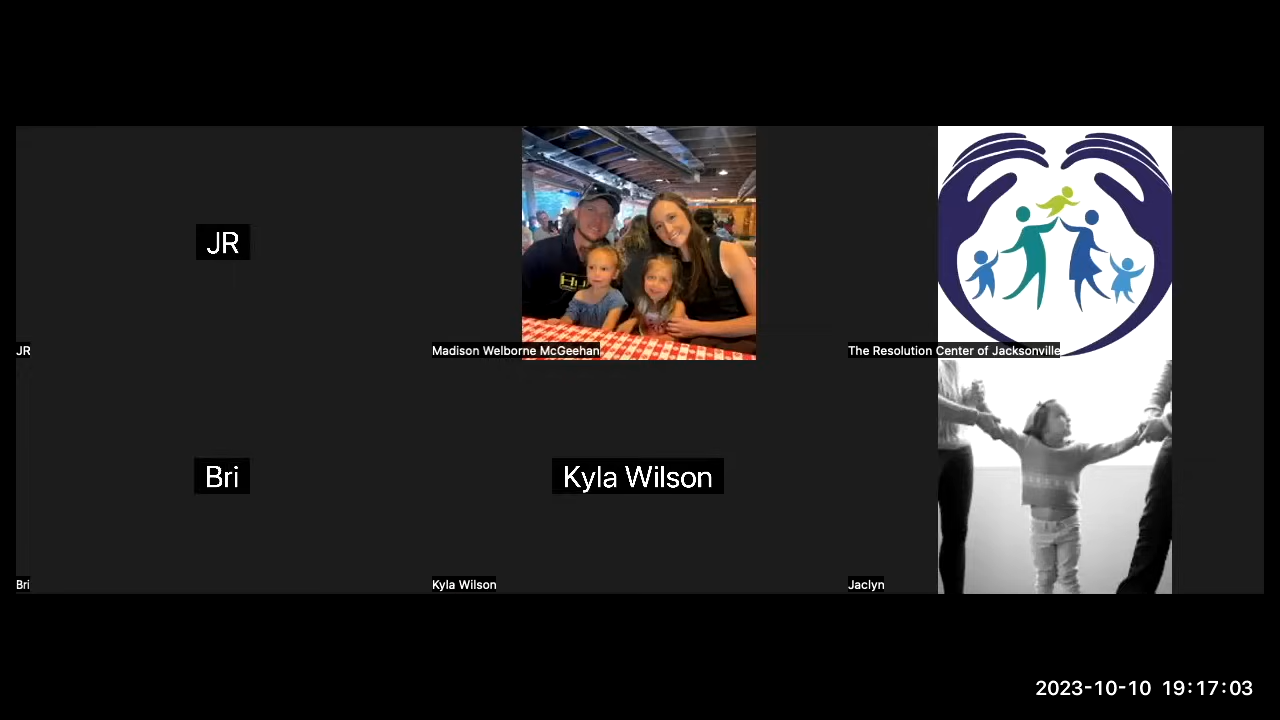 JR
JR
Madison Welborne McGeehan
The Resolution Center of Jacksonville
Bri
Kyla Wilson
Bri
Kyla Wilson
Jaclyn
2023-10-10 19:17:03